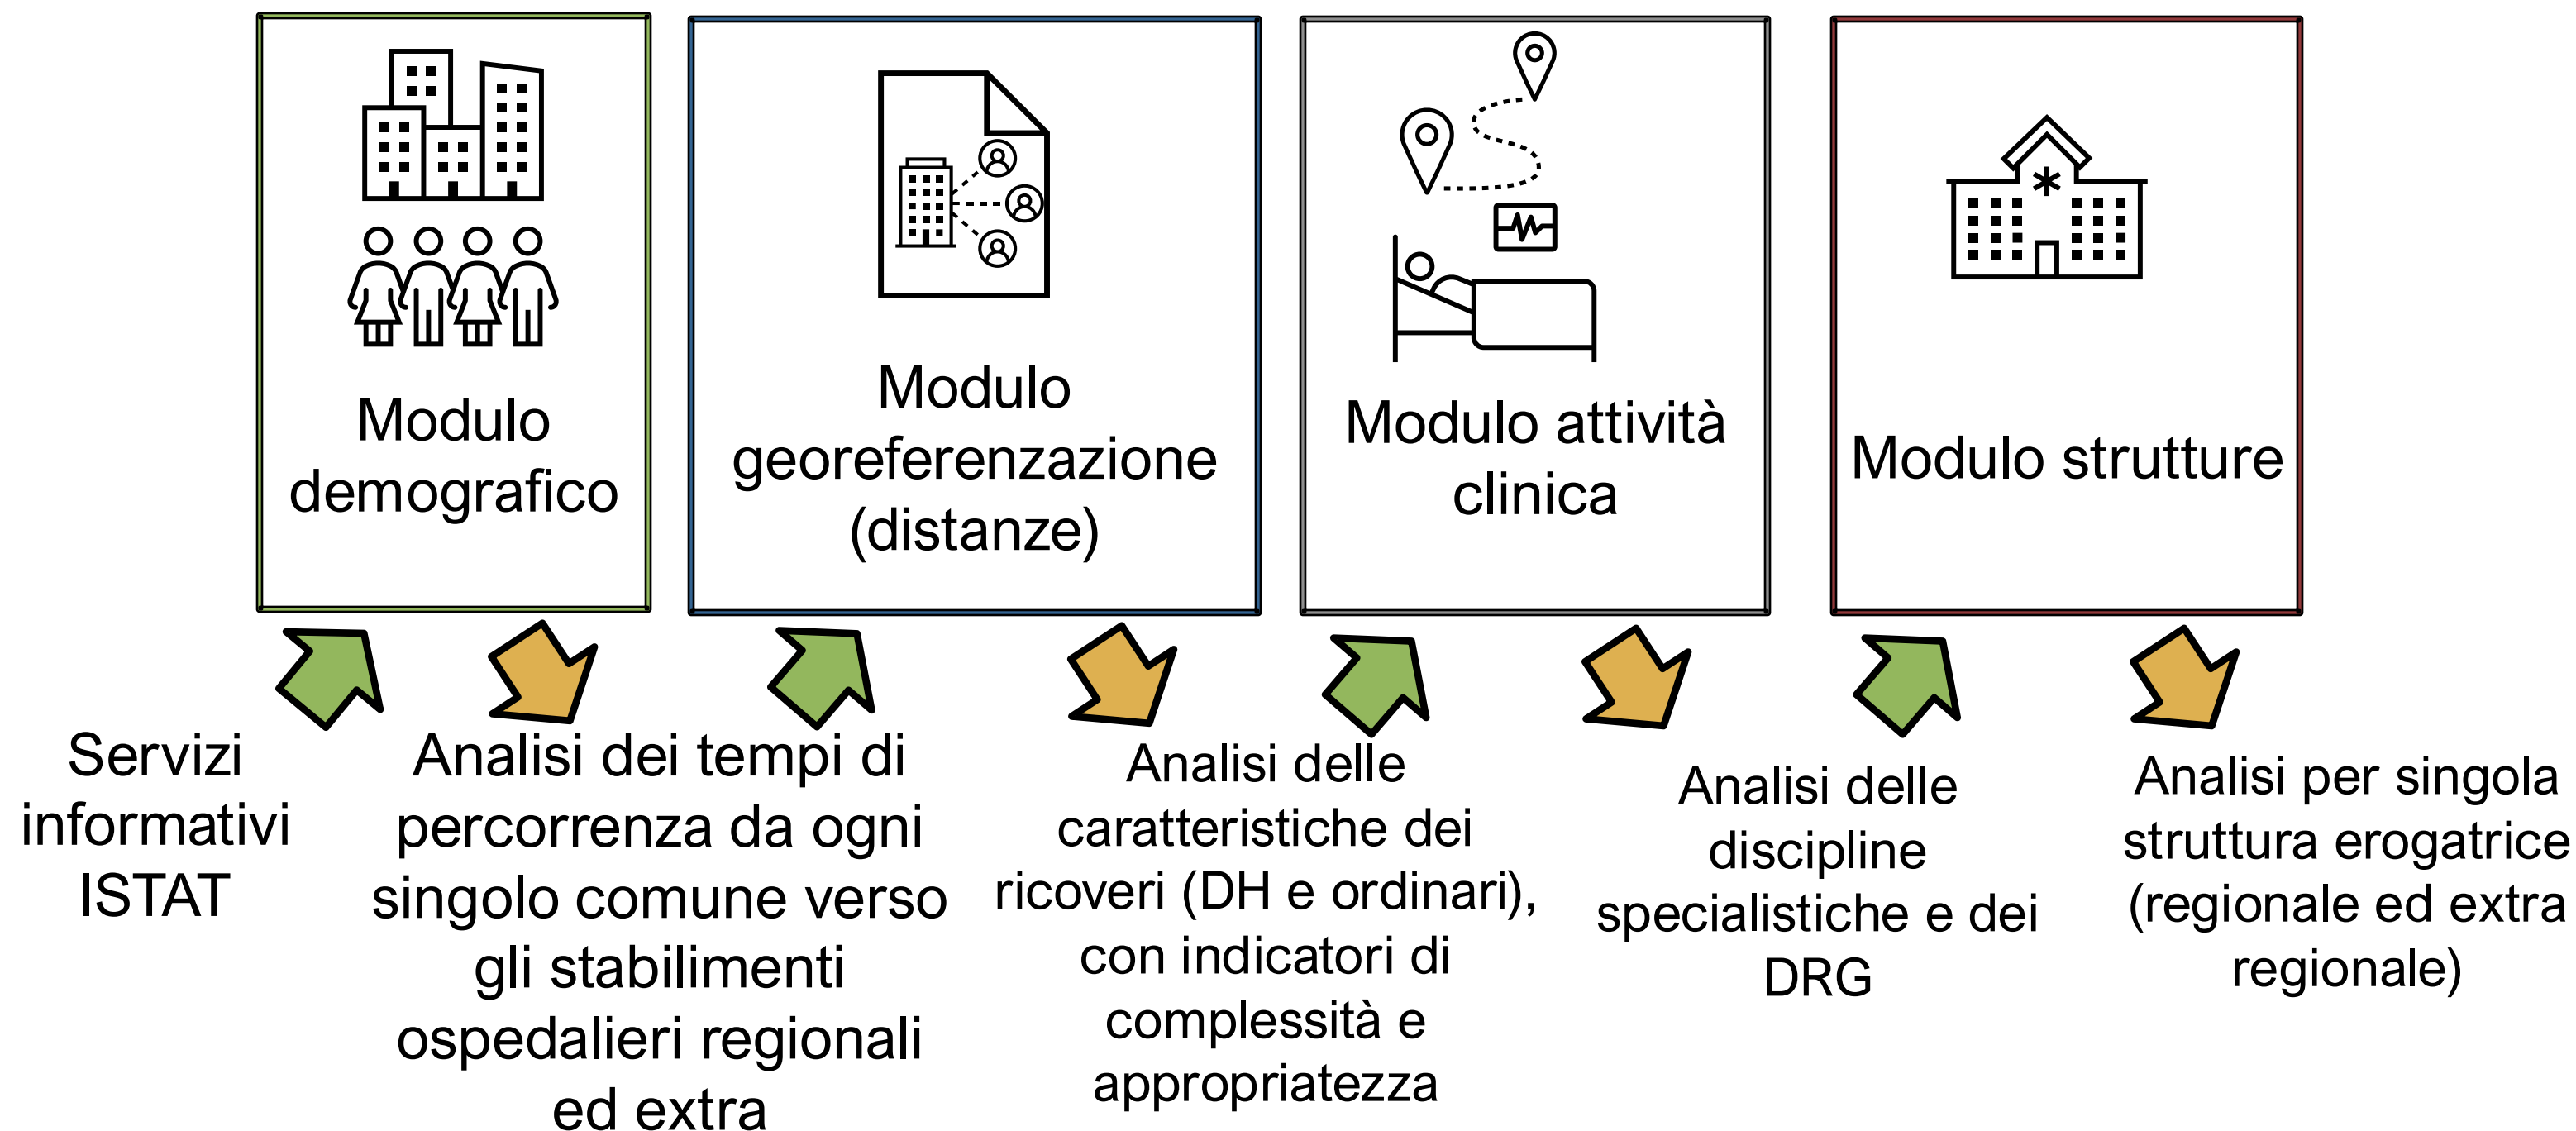 Modulo
demografico
Modulo
georeferenzazione
(distanze)
Modulo attività
clinica
Modulo strutture
Servizi
informativi
ISTAT
Analisi dei tempi di
percorrenza da ogni
singolo comune verso
gli stabilimenti
ospedalieri regionali
ed extra
Analisi delle
caratteristiche dei
ricoveri (DH e ordinari),
con indicatori di
complessità e
appropriatezza
Analisi delle
discipline
specialistiche e dei
DRG
Analisi per singola
struttura erogatrice
(regionale ed extra
regionale)